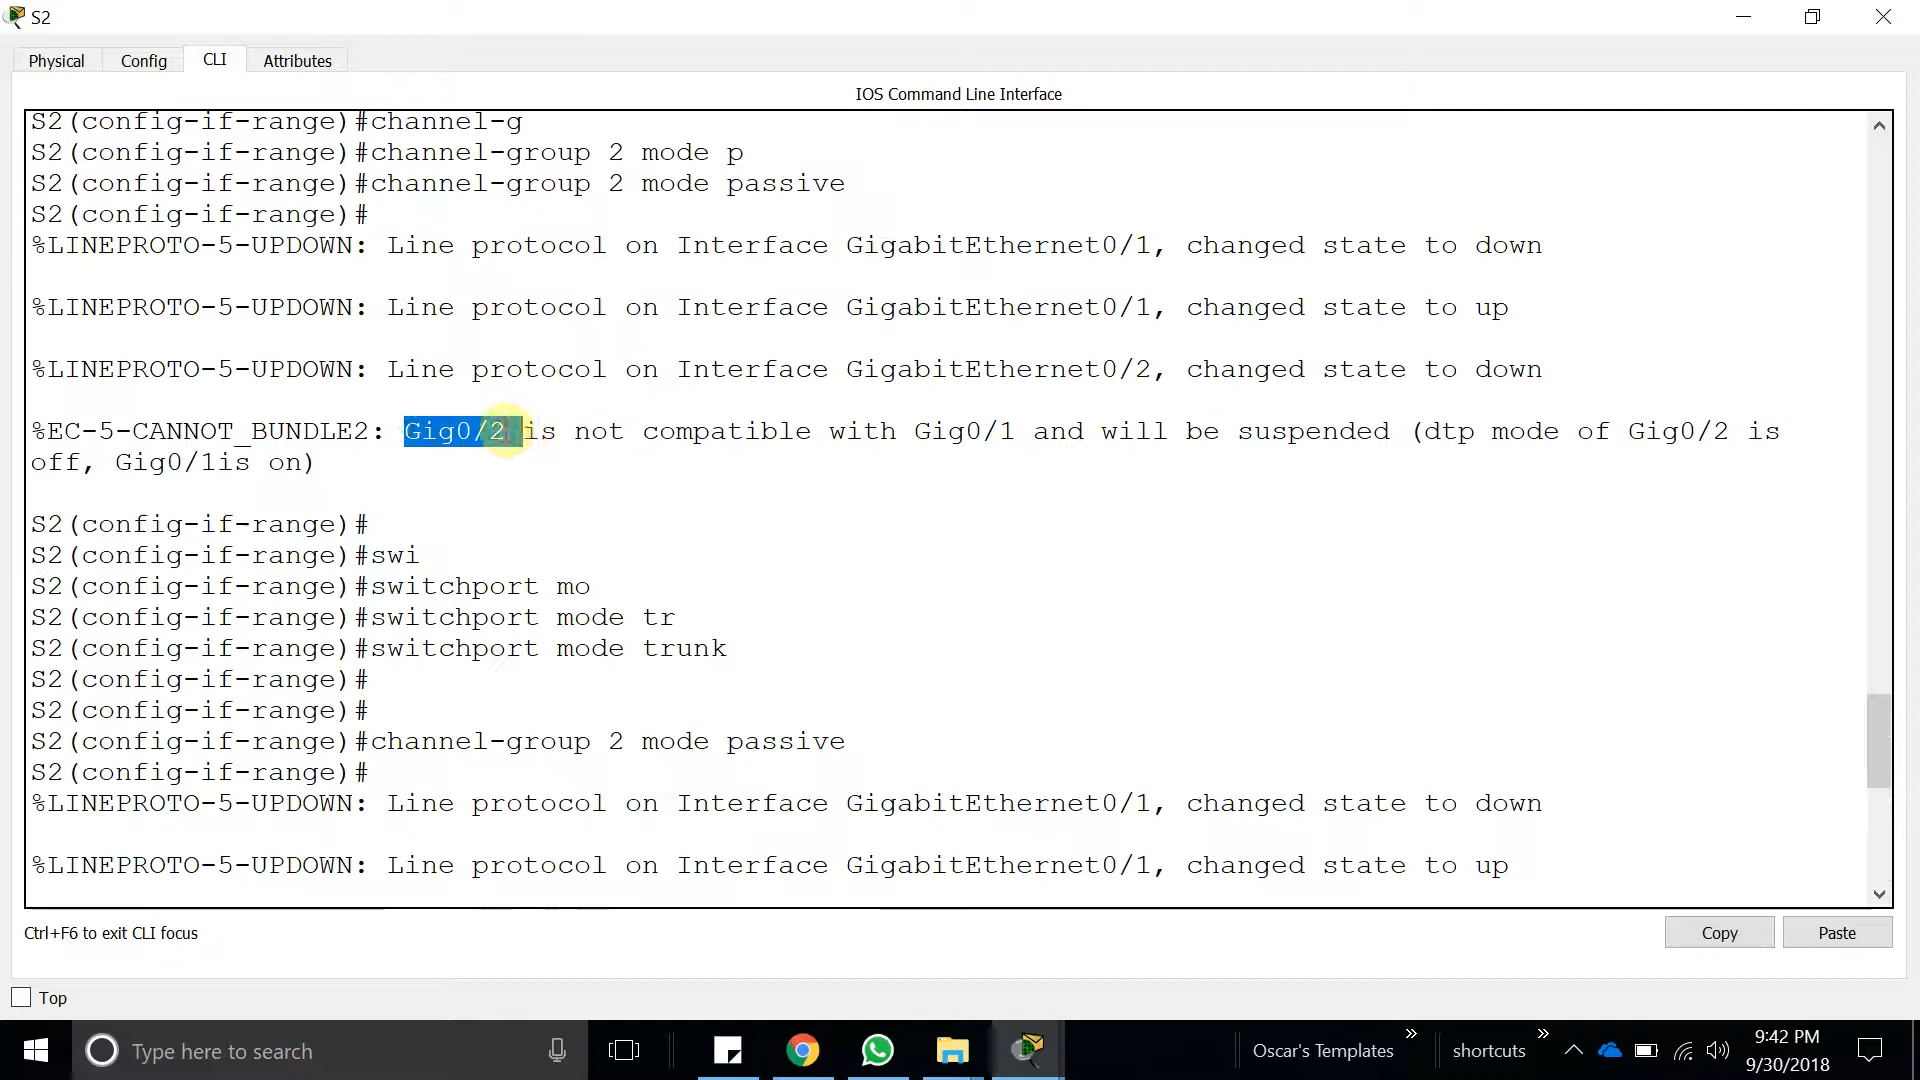 S2
Physical
Config
CLI
Attributes
IOS Command Line Interface
S2(config-if-range)#channel-g
S2(config-if-range)#channel-group 2 mode p
S2(config-if-range)#channel-group 2 mode passive
S2(config-if-range)#
%LINEPROTO-5-UPDOWN: Line protocol on Interface GigabitEthernet0/1, changed state to down
%LINEPROTO-5-UPDOWN: Line protocol on Interface GigabitEthernet0/1, changed state to up
%LINEPROTO-5-UPDOWN: Line protocol on Interface GigabitEthernet0/2, changed state to down
%EC-5-CANNOT_BUNDLE2: Gig0/2 is not compatible with Gig0/1 and will be suspended (dtp mode of Gig0/2 is
off, Gig0/1is on)
S2(config-if-range)#
S2(config-if-range)#swi
S2(config-if-range)#switchport mo
S2(config-if-range)#switchport mode tr
S2(config-if-range)#switchport mode trunk
S2(config-if-range)#
S2(config-if-range)#
S2(config-if-range)#channel-group 2 mode passive
S2(config-if-range)#
%LINEPROTO-5-UPDOWN: Line protocol on Interface GigabitEthernet0/1, changed state to down
%LINEPROTO-5-UPDOWN: Line protocol on Interface GigabitEthernet0/1, changed state to up
Ctrl+F6 to exit CLI focus
Copy
Paste
Top
Type here to search
Oscar's Templates
shortcuts
9:42 PM
9/30/2018